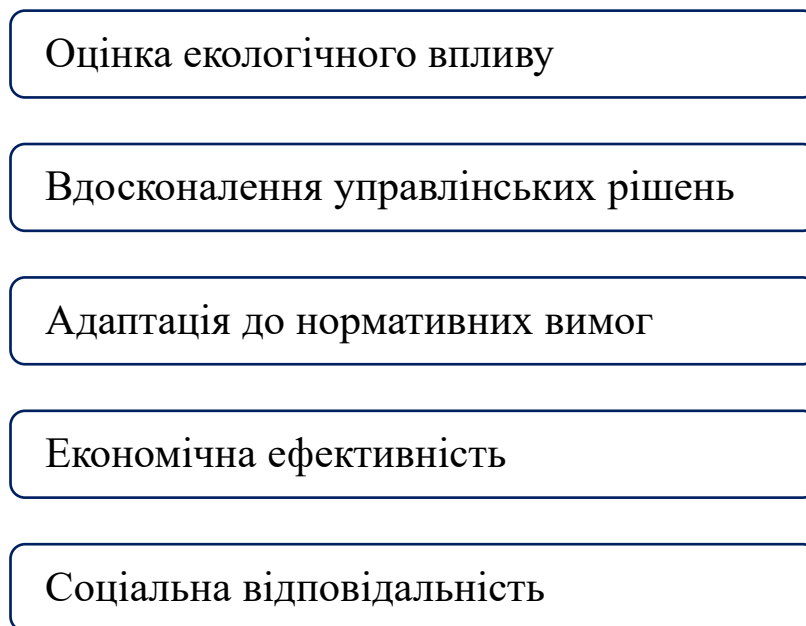 Оцінка екологічного впливу
Вдосконалення управлінських рішень
Адаптація до нормативних вимог
Економічна ефективність
Соціальна відповідальність